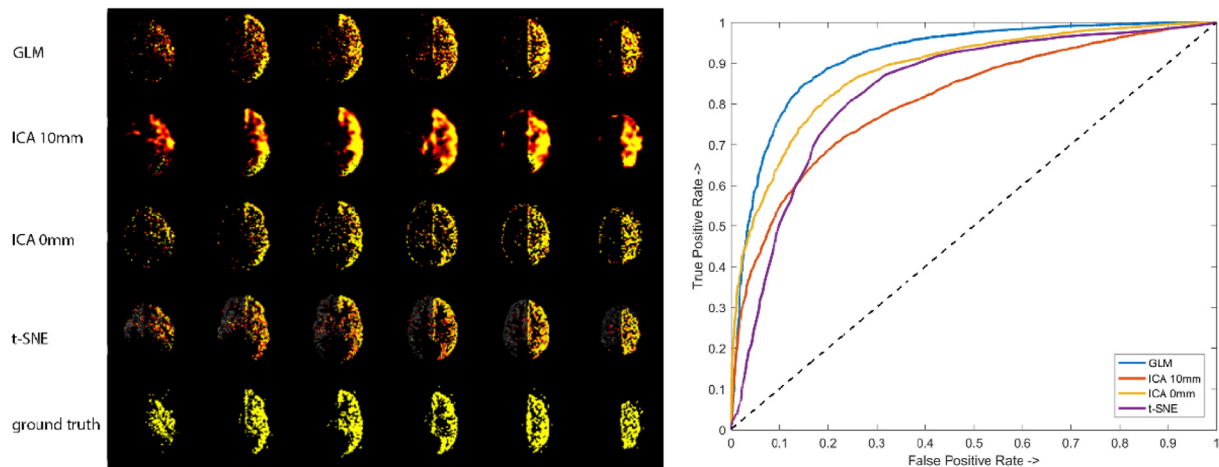 GLM
ICA 10mm
ICA 0mm
t-SNE
ground truth
True Positive Rate ->
1
0.9
0.8
0.7
0.6
0.5
0.4
0.3
0.2
0.1
0
0 0.1 0.2 0.3 0.4 0.5 0.6 0.7 0.8 0.9 1
False Positive Rate ->
GLM
ICA 10mm
ICA 0mm
t-SNE